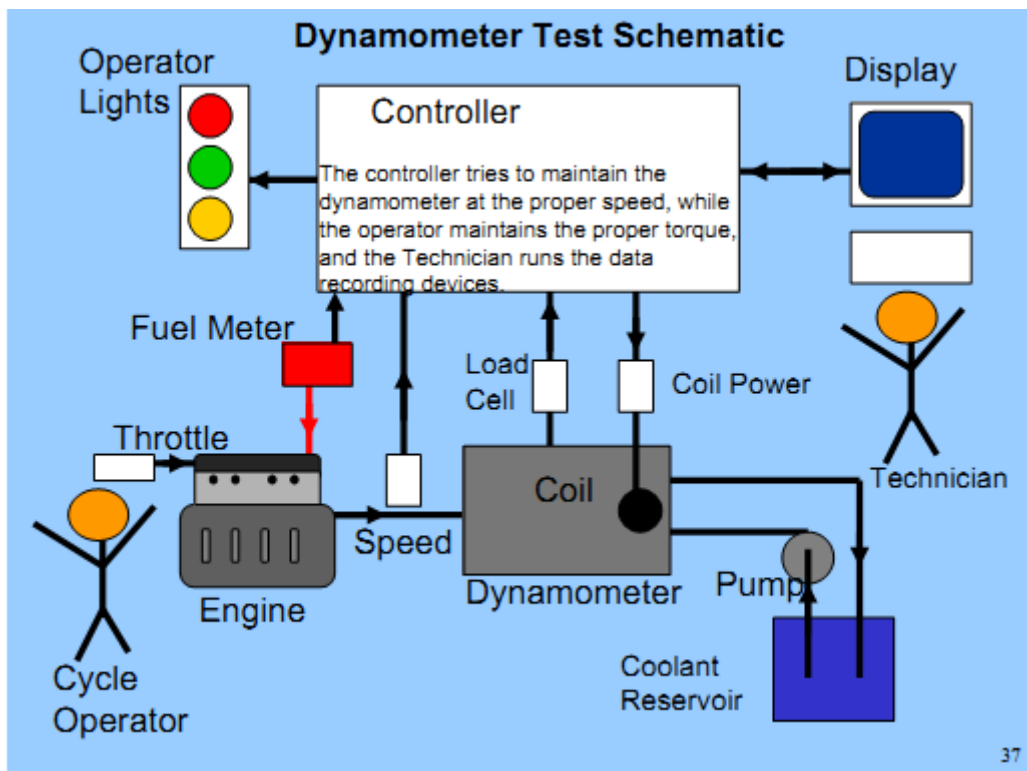 Dynamometer Test Schematic
Operator
Lights
Controller
Display
The controller tries to maintain the
dynamometer at the proper speed, while
the operator maintains the proper torque,
and the Technician runs the data
recording devices.
Fuel Meter
Load
Cell
Coil Power
Throttle
Technician
Coil
Speed
Dynamometer
Pump
Engine
Coolant
Reservoir
Cycle
Operator
37